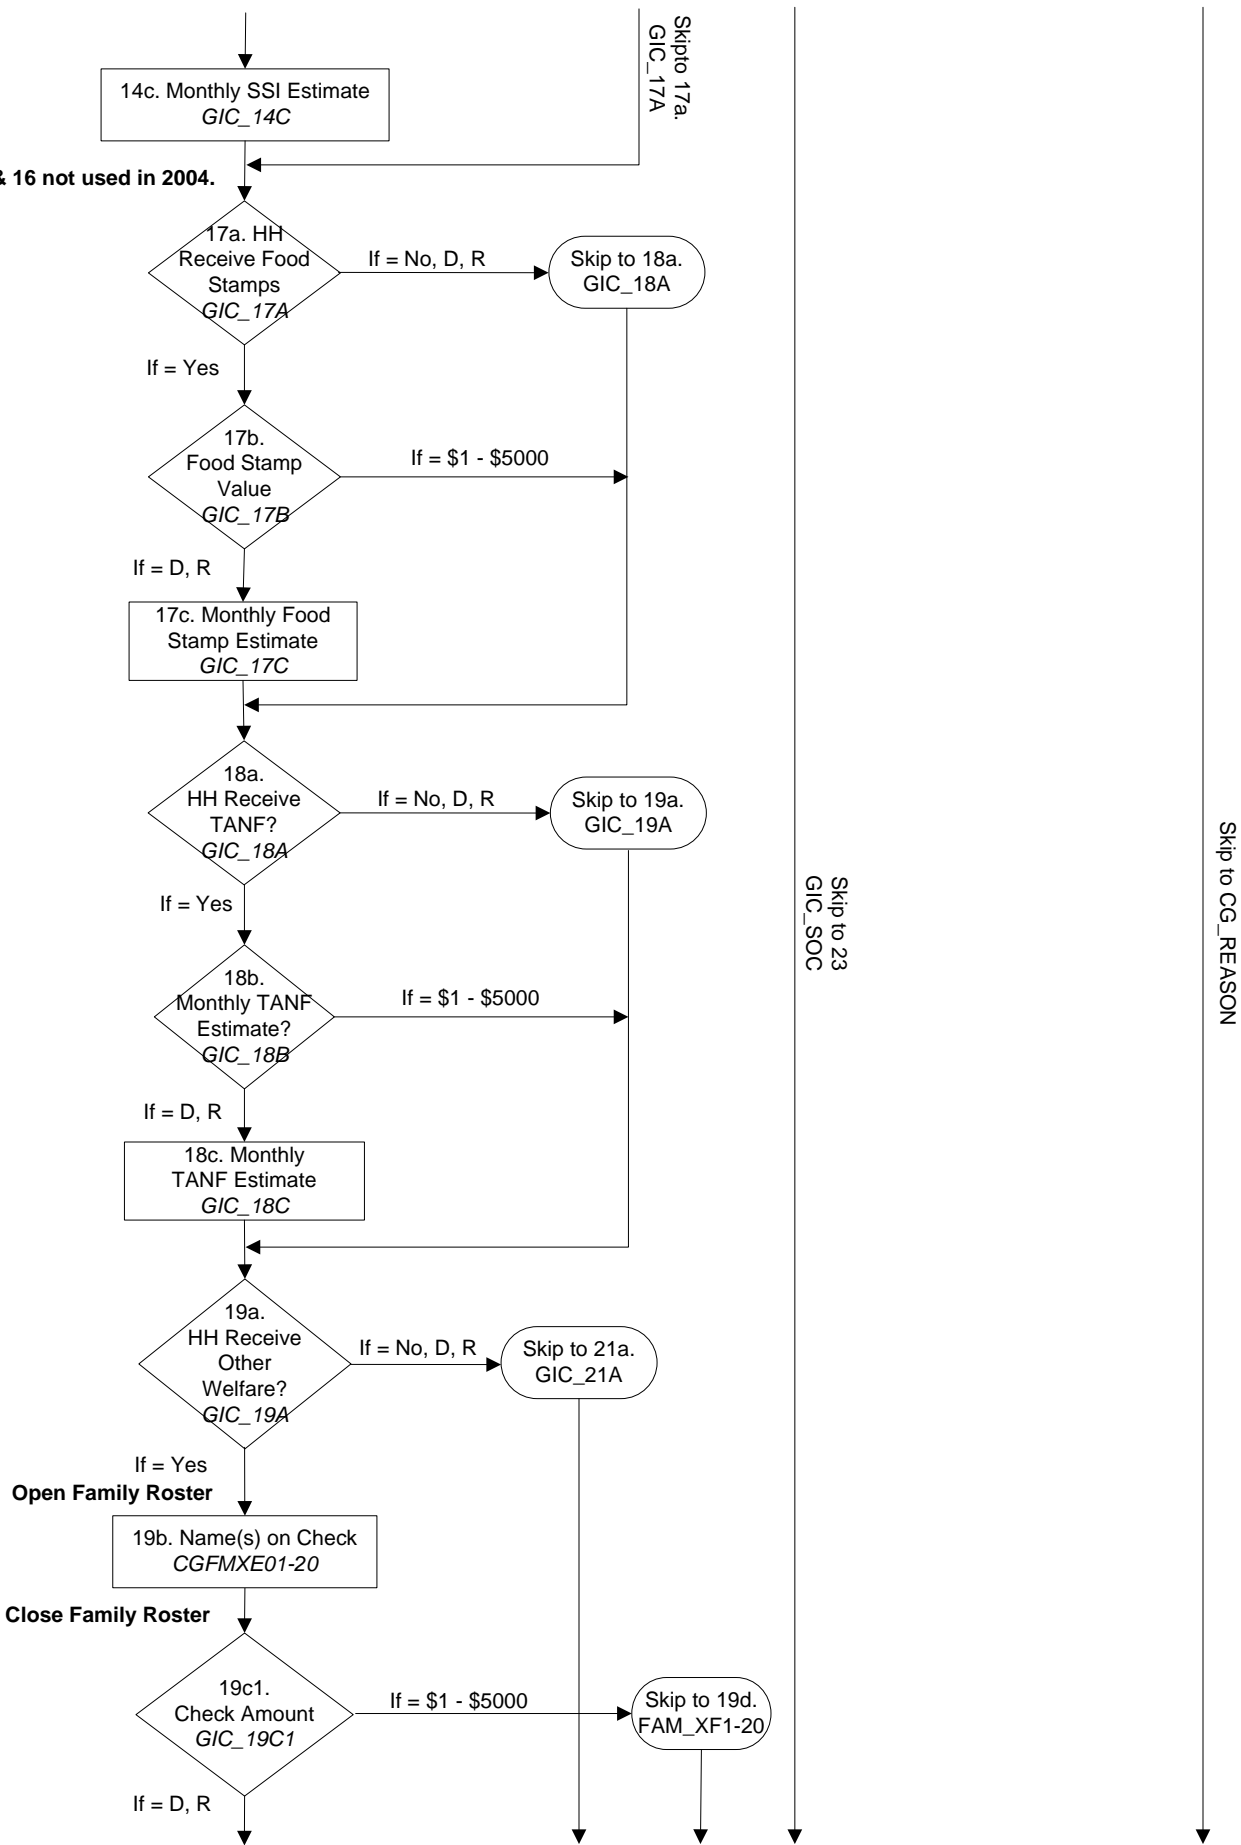 Skipto 17a.
GIC_17A
14c. Monthly SSI Estimate
GIC_14C
& 16 not used in 2004.
17a. HH
Receive Food
Stamps
GIC_17A
If = No, D, R
Skip to 18a.
GIC_18A
If = Yes
17b.
Food Stamp
Value
GIC_17B
If = $1 - $5000
If = D, R
17c. Monthly Food
Stamp Estimate
GIC_17C
18a.
HH Receive
TANF?
GIC_18A
If = No, D, R
Skip to 19a.
GIC_19A
If = Yes
Skip to 23
GIC_SOC
Skip to CG_REASON
18b.
Monthly TANF
Estimate?
GIC_18B
If = $1 - $5000
If = D, R
18c. Monthly
TANF Estimate
GIC_18C
19a.
HH Receive
Other
Welfare?
GIC_19A
If = No, D, R
Skip to 21a.
GIC_21A
If = Yes
Open Family Roster
19b. Name(s) on Check
CGFMXE01-20
Close Family Roster
19c1.
Check Amount
GIC_19C1
If = $1 - $5000
Skip to 19d.
FAM_XF1-20
If = D, R